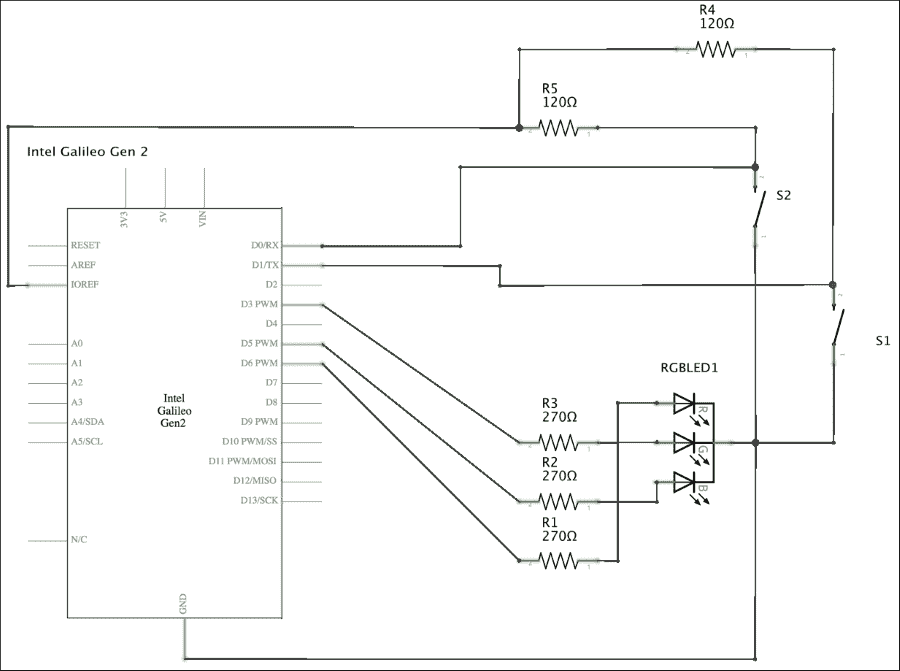 R4
120Ω
R5
120Ω
Intel Galileo Gen 2
3V3
5V
VIN
S2
RESET
AREF
IOREF
A0
A1
A2
A3
A4/SDA
A5/SCL
N/C
D0/RX
D1/TX
D2
D3 PWM
D4
D5 PWM
D6 PWM
D7
D8
D9 PWM
D10 PWM/SS
D11 PWM/MOSI
D12/MISO
D13/SCK
Intel
Galileo
Gen2
GND
S1
RGBLED1
R
G
B
R3
270Ω
R2
270Ω
R1
270Ω